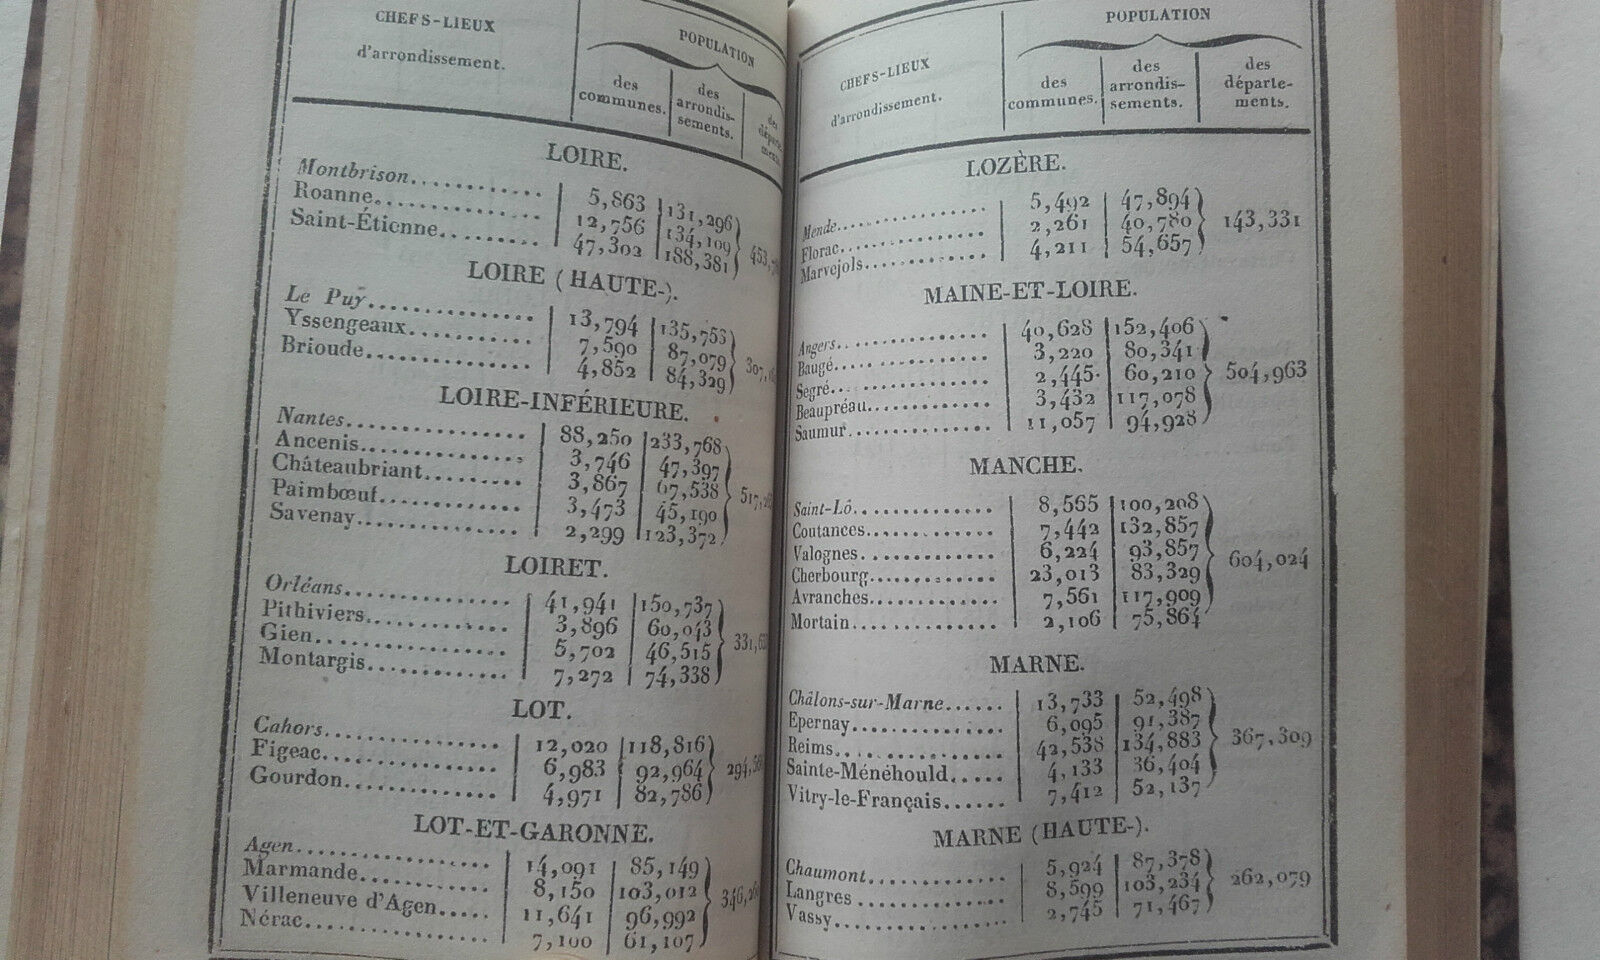 CHEFS-LIEUX
d'arrondissement.
POPULATION
des communes.
des arrondis-sements.
des départe-ments.
LOIRE.
Montbrison............ 5,863 131,296
Roanne............... 12,756 134,109
Saint-Étienne......... 47,302 188,381
LOIRE (HAUTE-).
Le Puy............... 13,794 135,753
Yssengeaux........... 7,590 87,079
Brioude.............. 4,852 84,329
LOIRE-INFÉRIEURE.
Nantes............... 88,250 233,768
Ancenis.............. 3,746 47,397
Châteaubriant......... 3,867 67,538
Paimbœuf............. 3,473 45,190
Savenay.............. 2,299 123,372
LOIRET.
Orléans.............. 41,941 150,737
Pithiviers............ 3,896 60,043
Gien................. 5,702 46,515
Montargis............ 7,272 74,338
LOT.
Cahors............... 12,020 118,816
Figeac............... 6,983 92,964
Gourdon.............. 4,971 82,786
LOT-ET-GARONNE.
Agen................. 14,091 85,149
Marmande............. 8,150 103,012
Villeneuve d'Agen..... 11,641 96,992
Nérac................ 7,100 61,107
CHEFS-LIEUX
d'arrondissement.
POPULATION
des communes.
des arrondis-sements.
des départe-ments.
LOZÈRE.
Mende............... 5,492 47,894
Florac.............. 2,261 40,780 143,331
Marvejols............ 4,211 54,657
MAINE-ET-LOIRE.
Angers.............. 40,628 152,406
Baugé............... 3,220 80,341
Segré............... 2,445 60,210 504,963
Beaupréau............ 3,432 117,078
Saumur.............. 11,057 94,928
MANCHE.
Saint-Lô............. 8,565 100,208
Coutances............ 7,442 132,857
Valognes............. 6,224 93,857
Cherbourg............ 23,013 83,329 604,024
Avranches............ 7,561 117,909
Mortain.............. 2,106 75,864
MARNE.
Châlons-sur-Marne...... 13,733 52,498
Epernay.............. 6,095 91,387
Reims............... 42,538 134,883 367,309
Sainte-Ménéhould..... 4,133 36,404
Vitry-le-Français...... 7,412 52,137
MARNE (HAUTE-).
Chaumont............ 5,924 87,378
Langres............. 8,599 103,234 262,079
Vassy............... 2,745 71,467